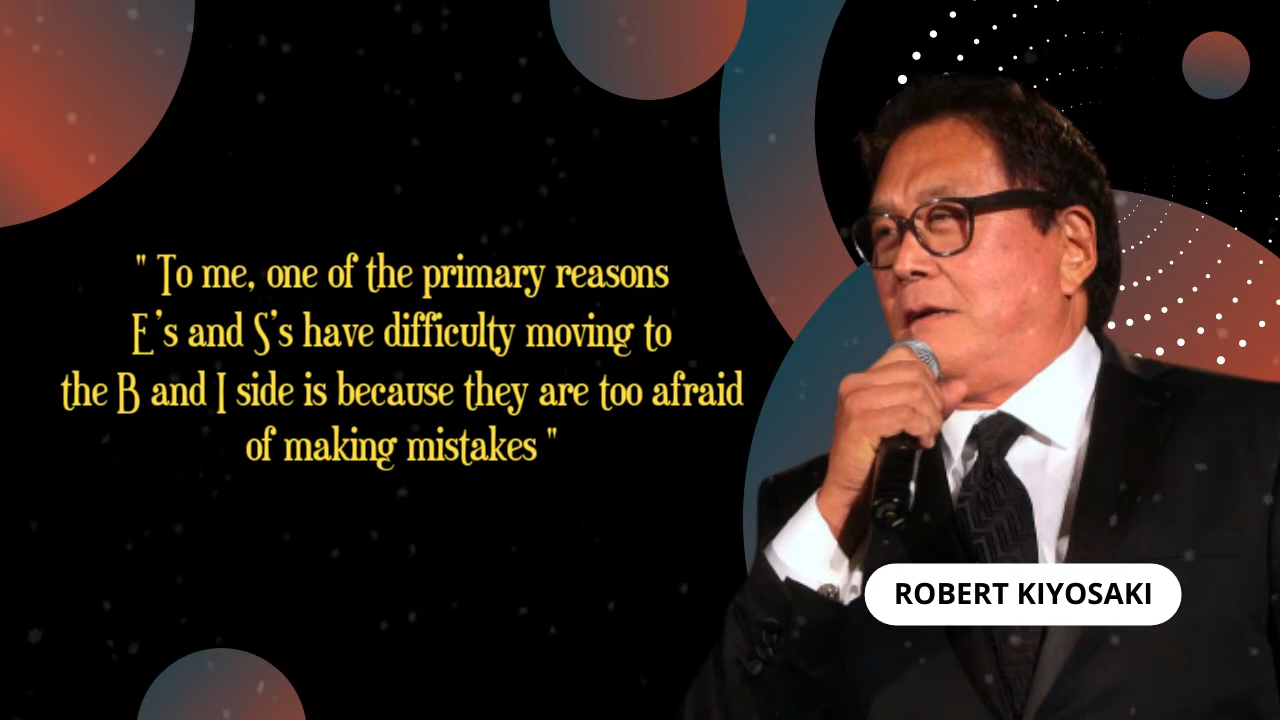 " To me, one of the primary reasons
E's and S's have difficulty moving to
the B and I side is because they are too afraid
of making mistakes "
ROBERT KIYOSAKI